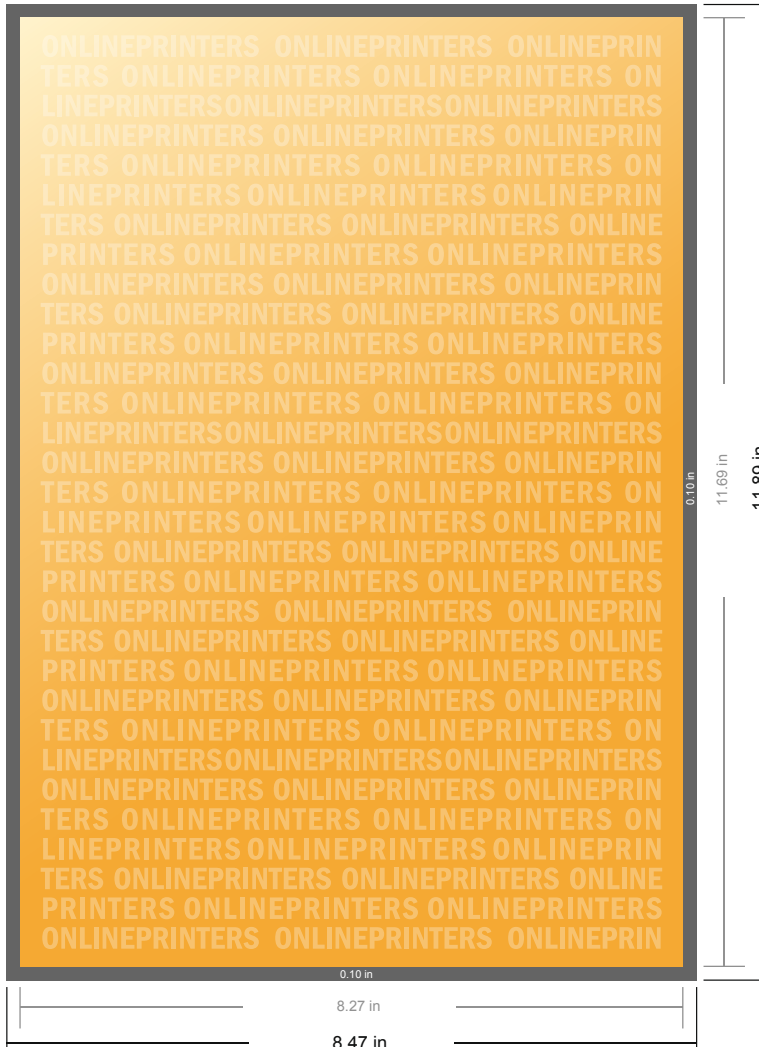 ONLINEPRINTERS ONLINEPRINTERS ONLINEPRIN
TERS ONLINEPRINTERS ONLINEPRINTERS ON
LINEPRINTERSONLINEPRINTERSONLINEPRINTERS
ONLINEPRINTERS ONLINEPRINTERS ONLINEPRIN
TERS ONLINEPRINTERS ONLINEPRINTERS ON
LINEPRINTERS ONLINEPRINTERS ONLINEPRIN
TERS ONLINEPRINTERS ONLINEPRINTERS ONLINE
PRINTERS ONLINEPRINTERS ONLINEPRINTERS
ONLINEPRINTERS ONLINEPRINTERS ONLINEPRIN
TERS ONLINEPRINTERS ONLINEPRINTERS ONLINE
PRINTERS ONLINEPRINTERS ONLINEPRINTERS
ONLINEPRINTERS ONLINEPRINTERS ONLINEPRIN
TERS ONLINEPRINTERS ONLINEPRINTERS ON
LINEPRINTERSONLINEPRINTERSONLINEPRINTERS
ONLINEPRINTERS ONLINEPRINTERS ONLINEPRIN
TERS ONLINEPRINTERS ONLINEPRINTERS ON
LINEPRINTERS ONLINEPRINTERS ONLINEPRIN
TERS ONLINEPRINTERS ONLINEPRINTERS ONLINE
PRINTERS ONLINEPRINTERS ONLINEPRINTERS
ONLINEPRINTERS ONLINEPRINTERS ONLINEPRIN
TERS ONLINEPRINTERS ONLINEPRINTERS ONLINE
PRINTERS ONLINEPRINTERS ONLINEPRINTERS
ONLINEPRINTERS ONLINEPRINTERS ONLINEPRIN
TERS ONLINEPRINTERS ONLINEPRINTERS ON
LINEPRINTERSONLINEPRINTERSONLINEPRINTERS
ONLINEPRINTERS ONLINEPRINTERS ONLINEPRIN
TERS ONLINEPRINTERS ONLINEPRINTERS ON
LINEPRINTERS ONLINEPRINTERS ONLINEPRIN
TERS ONLINEPRINTERS ONLINEPRINTERS ONLINE
PRINTERS ONLINEPRINTERS ONLINEPRINTERS
ONLINEPRINTERS ONLINEPRINTERS ONLINEPRIN
0.10 in
11.69 in
11.89 in
0.10 in
8.27 in
8.47 in